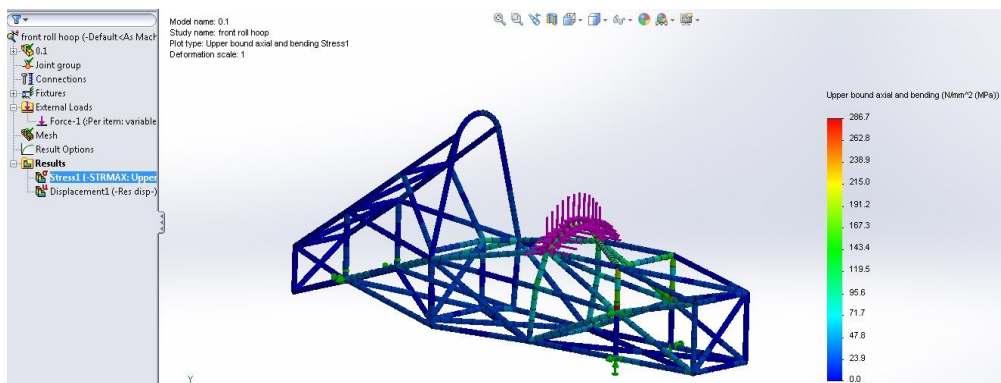 Model name: 0.1
Study name: front roll hoop
Plot type: Upper bound axial and bending Stress1
Deformation scale: 1
front roll hoop (-Default<As Mach
0.1
Joint group
Connections
Fixtures
External Loads
Force-1 (:Per item: variable
Mesh
Result Options
Results
Stress1 (-STRMAX: Upper
Displacement1 (-Res disp-)
Upper bound axial and bending (N/mm^2 (MPa))
286.7
262.8
238.9
215.0
191.2
167.3
143.4
119.5
95.6
71.7
47.8
23.9
0.0
Y